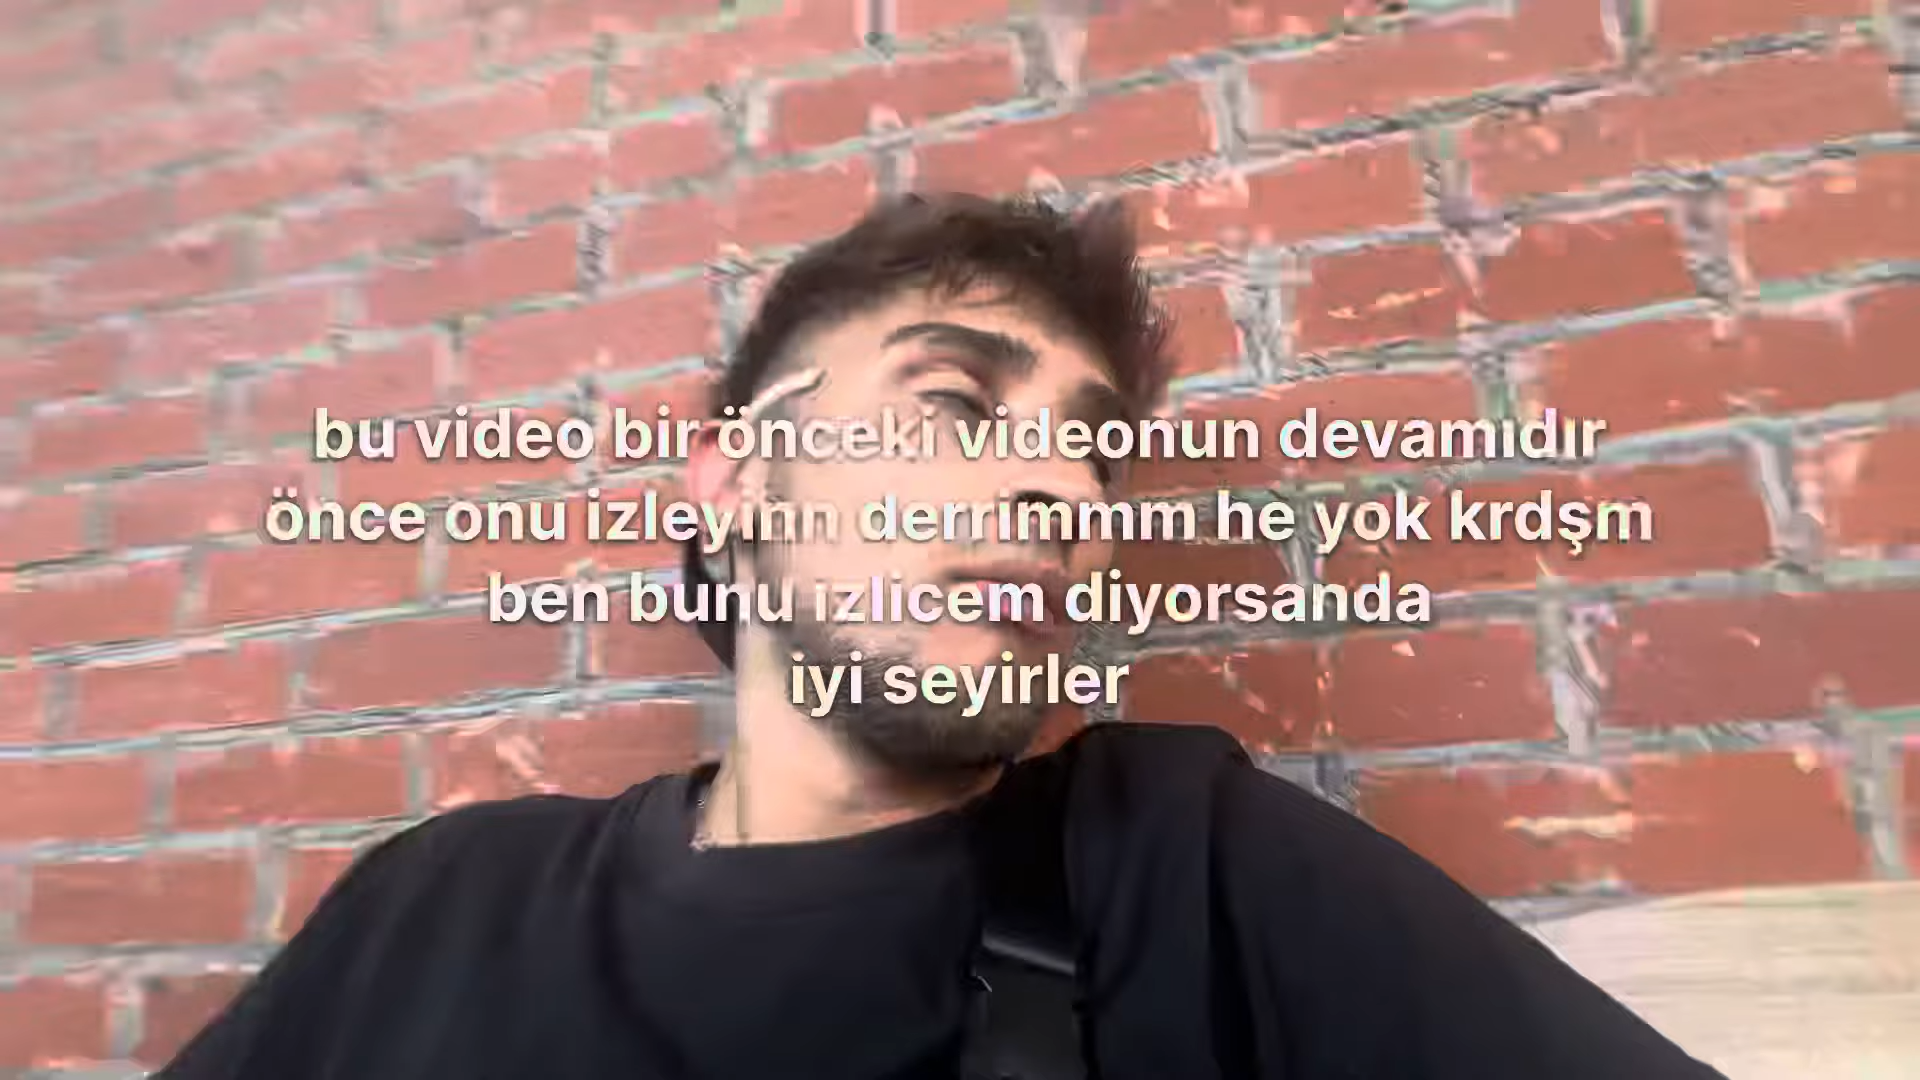 bu video bir önceki videonun devamıdır
önce onu izleyinn derrimmm he yok krdşm
ben bunu izlicem diyorsanda
iyi seyirler